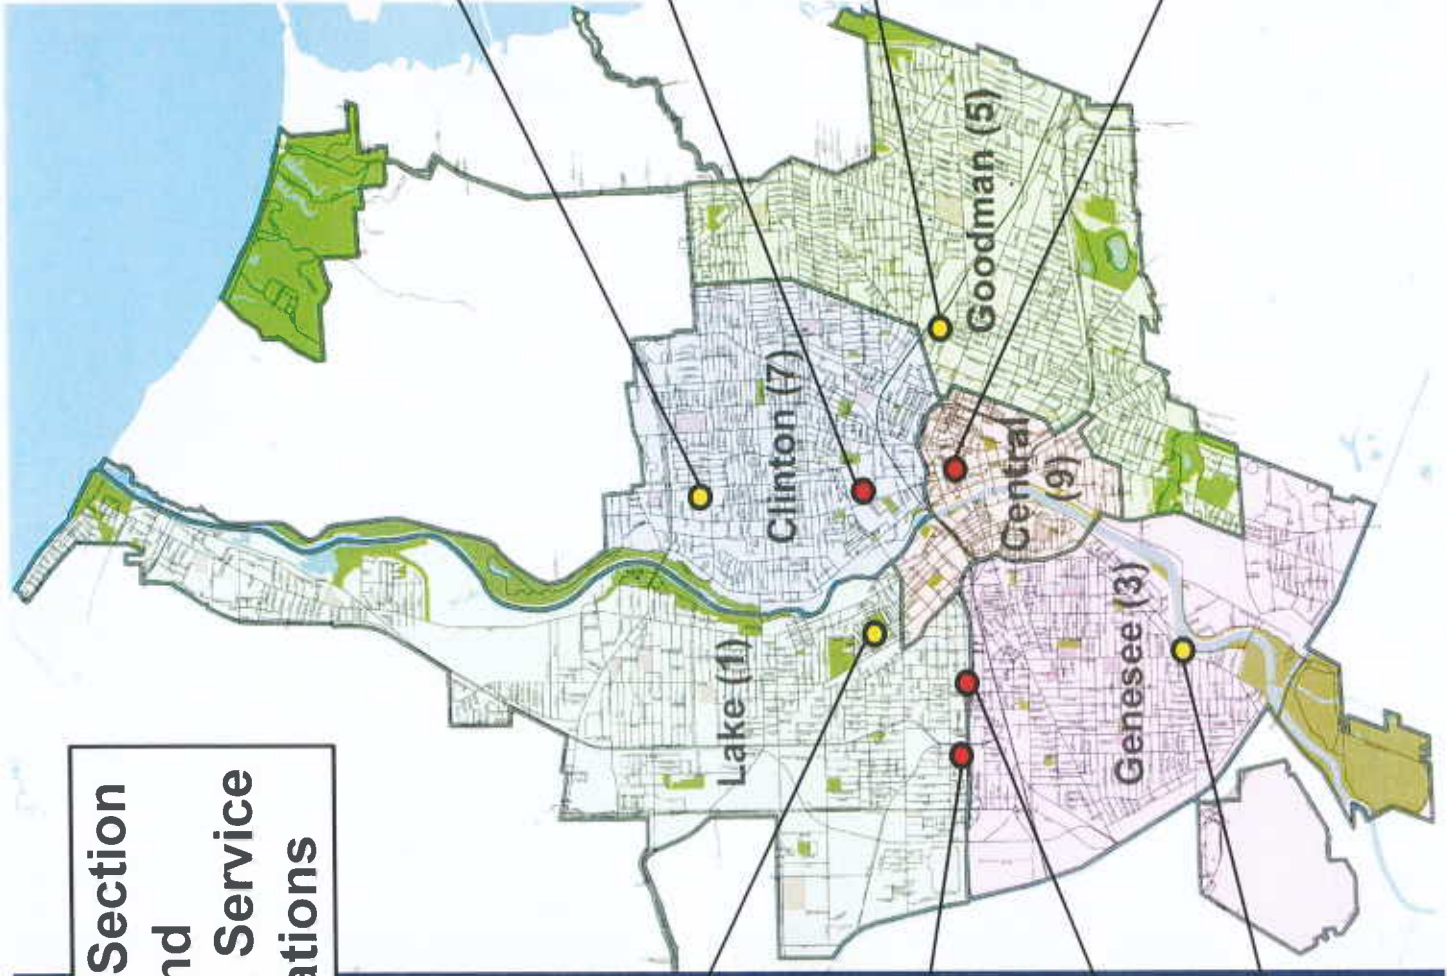 Section
nd
Service
ations
Lake (1)
Clinton (7)
Goodman (5)
Central
(9)
Genesee (3)